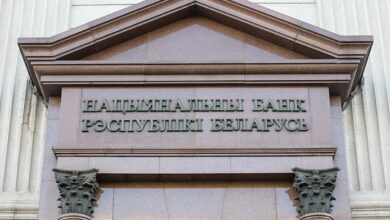 НАЦЫЯНАЛЬНЫ БАНК
РЭСПУБЛІКІ БЕЛАРУСЬ